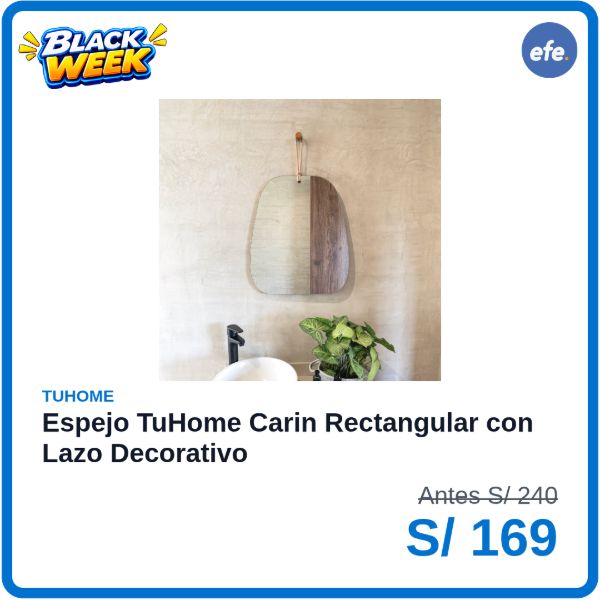 BLACK
WEEK
efe.
TUHOME
Espejo TuHome Carin Rectangular con
Lazo Decorativo
Antes S/ 240
S/ 169